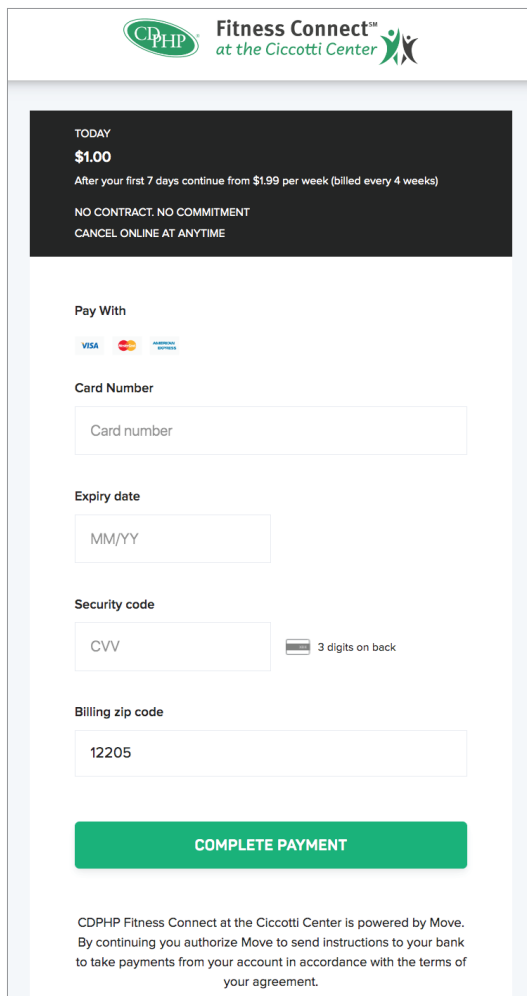 CDPHP® Fitness Connect℠
at the Ciccotti Center
TODAY
$1.00
After your first 7 days continue from $1.99 per week (billed every 4 weeks)
NO CONTRACT. NO COMMITMENT
CANCEL ONLINE AT ANYTIME
Pay With
VISA MasterCard AMERICAN EXPRESS
Card Number
Card number
Expiry date
MM/YY
Security code
CVV 3 digits on back
Billing zip code
12205
COMPLETE PAYMENT
CDPHP Fitness Connect at the Ciccotti Center is powered by Move.
By continuing you authorize Move to send instructions to your bank
to take payments from your account in accordance with the terms of
your agreement.